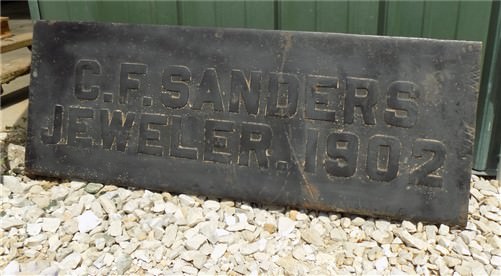 C.F. SANDERS
JEWELER. 1902